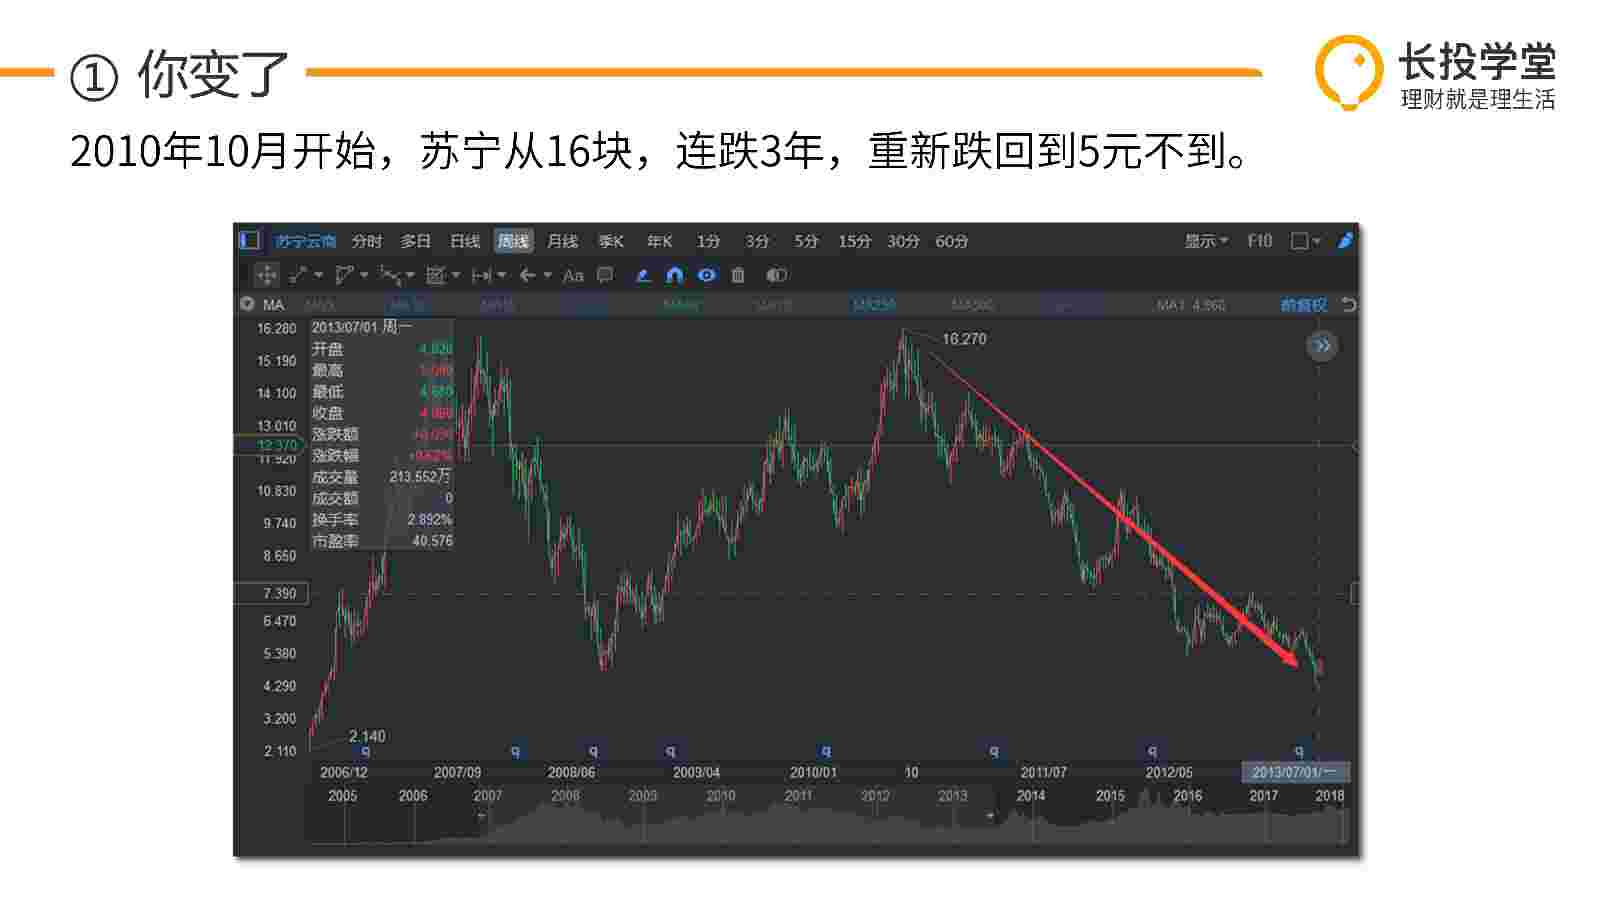 ① 你变了
长投学堂
理财就是理生活
2010年10月开始，苏宁从16块，连跌3年，重新跌回到5元不到。
苏宁云商 分时 多日 日线 周线 月线 季K 年K 1分 3分 5分 15分 30分 60分 显示 F10
Aa
MA MA250 MA1 4.860 前复权
16.280
15.190
14.100
13.010
12.370
11.920
10.830
9.740
8.650
7.390
6.470
5.380
4.290
3.200
2.110
2013/07/01 周一
开盘 4.820
最高
最低
收盘 4.860
涨跌额
涨跌幅
成交量 213.552万
成交额 0
换手率 2.892%
市盈率 40.576
16.270
2.140
q q q q q q q q
2006/12 2007/09 2008/06 2009/04 2010/01 10 2011/07 2012/05 2013/07/01/一
2005 2006 2007 2008 2009 2010 2011 2012 2013 2014 2015 2016 2017 2018